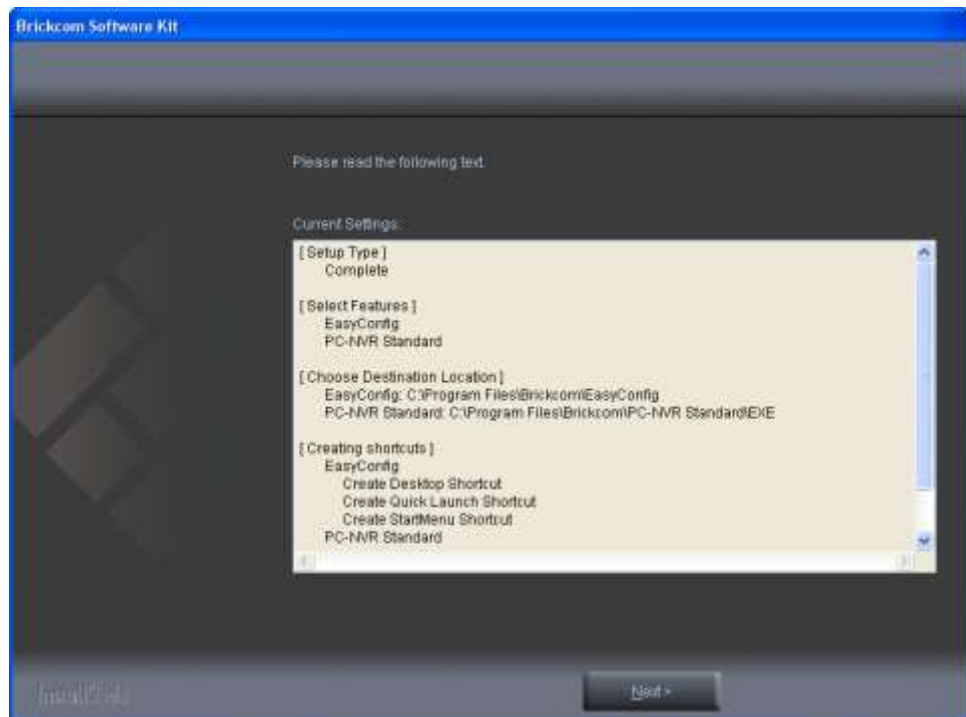 Brickcom Software Kit
Please read the following text.
Current Settings:
[ Setup Type ]
Complete
[ Select Features ]
EasyConfig
PC-NVR Standard
[ Choose Destination Location ]
EasyConfig: C:\Program Files\Brickcom\EasyConfig
PC-NVR Standard: C:\Program Files\Brickcom\PC-NVR Standard\EXE
[ Creating shortcuts ]
EasyConfig
Create Desktop Shortcut
Create Quick Launch Shortcut
Create StartMenu Shortcut
PC-NVR Standard
InstallShield
Next >